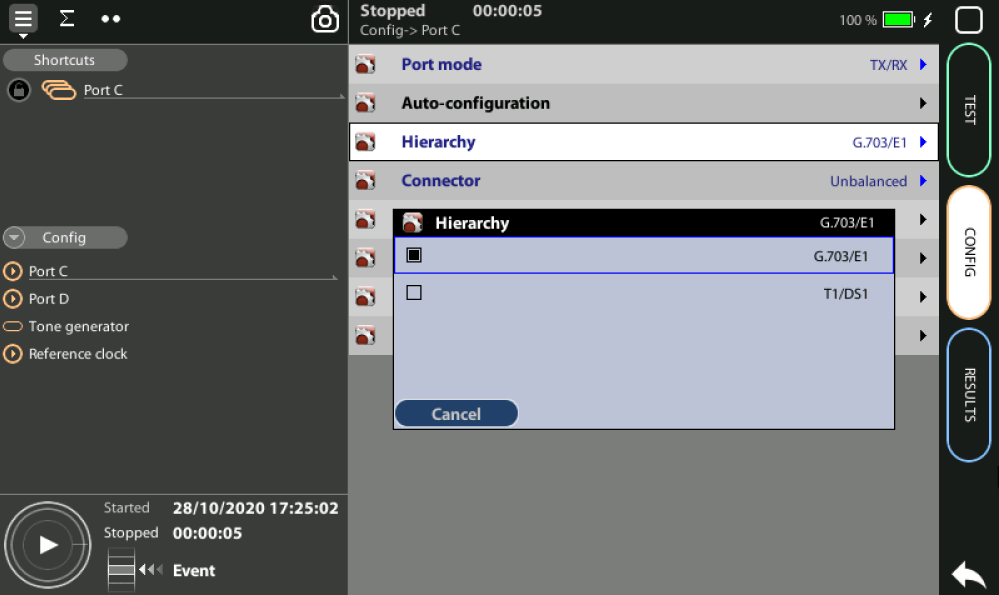 Stopped 00:00:05
Config-> Port C
100 %
Shortcuts
Port C
Config
Port C
Port D
Tone generator
Reference clock
Started 28/10/2020 17:25:02
Stopped 00:00:05
Event
Port mode TX/RX
Auto-configuration
Hierarchy G.703/E1
Connector Unbalanced
Hierarchy G.703/E1
G.703/E1
T1/DS1
Cancel
TEST
CONFIG
RESULTS